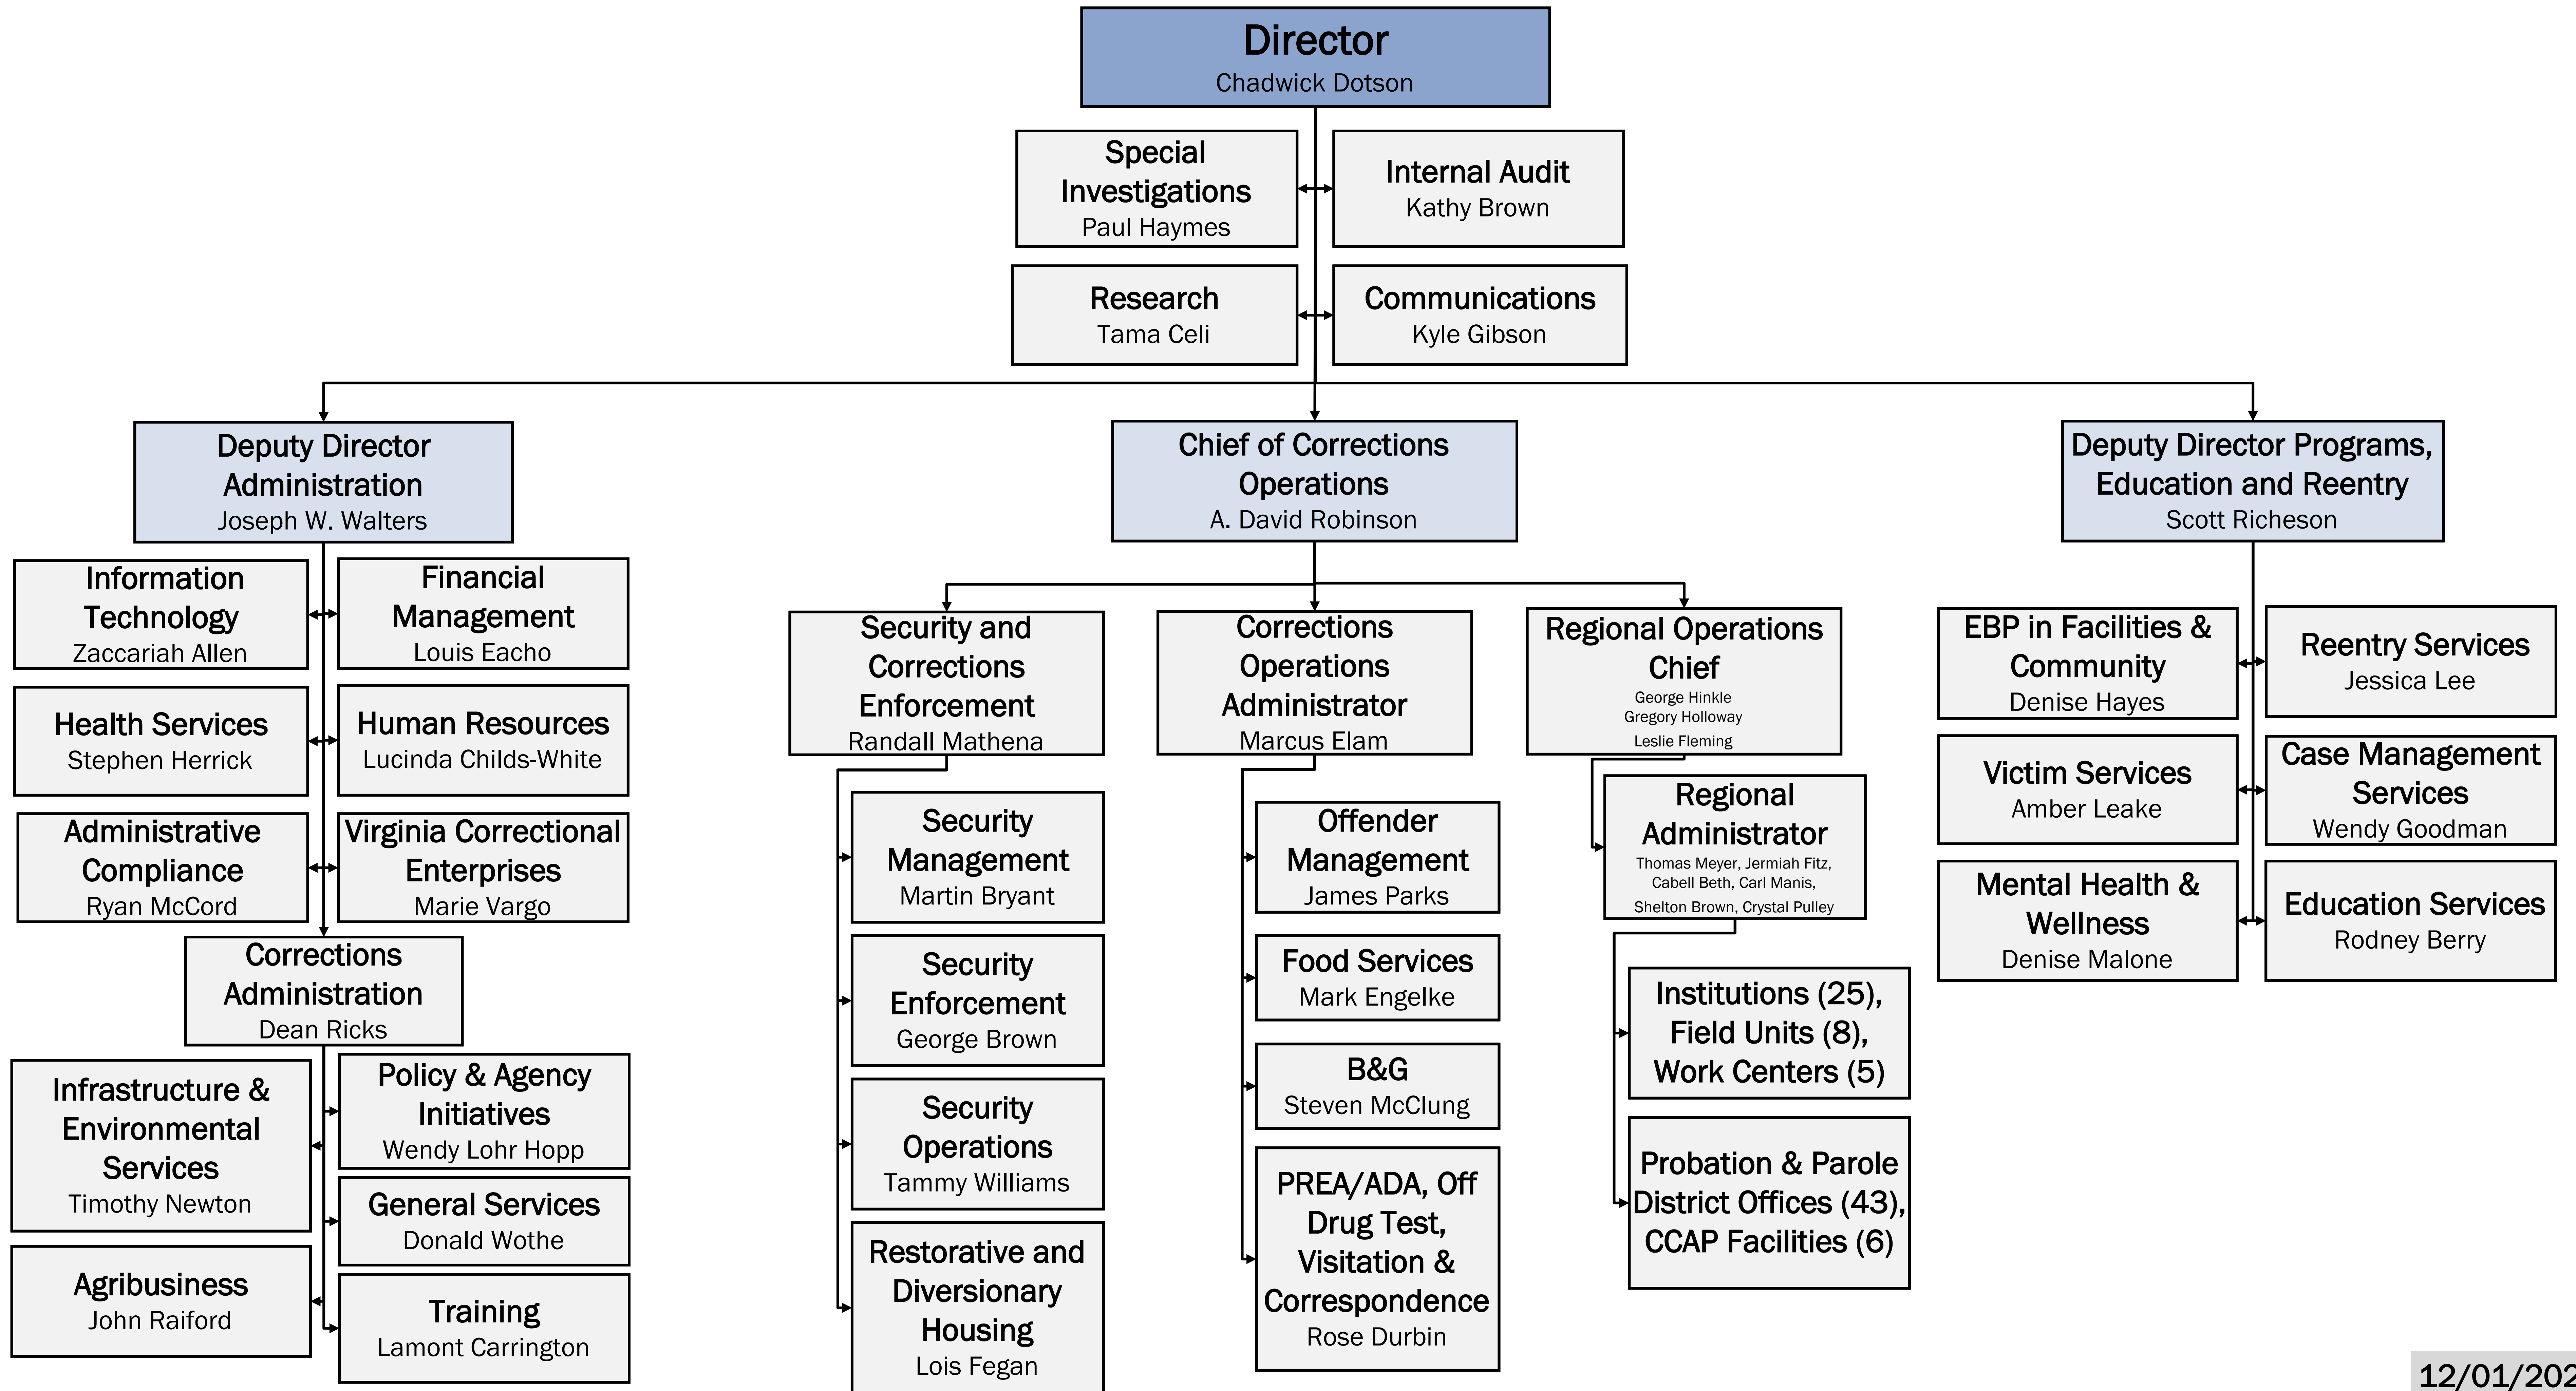 Director
Chadwick Dotson
Special
Investigations
Paul Haymes
Internal Audit
Kathy Brown
Research
Tama Celi
Communications
Kyle Gibson
Deputy Director
Administration
Joseph W. Walters
Chief of Corrections
Operations
A. David Robinson
Deputy Director Programs,
Education and Reentry
Scott Richeson
Information
Technology
Zaccariah Allen
Financial
Management
Louis Eacho
Health Services
Stephen Herrick
Human Resources
Lucinda Childs-White
Administrative
Compliance
Ryan McCord
Virginia Correctional
Enterprises
Marie Vargo
Corrections
Administration
Dean Ricks
Infrastructure &
Environmental
Services
Timothy Newton
Policy & Agency
Initiatives
Wendy Lohr Hopp
General Services
Donald Wothe
Agribusiness
John Raiford
Training
Lamont Carrington
Security and
Corrections
Enforcement
Randall Mathena
Security
Management
Martin Bryant
Security
Enforcement
George Brown
Security
Operations
Tammy Williams
Restorative and
Diversionary
Housing
Lois Fegan
Corrections
Operations
Administrator
Marcus Elam
Offender
Management
James Parks
Food Services
Mark Engelke
B&G
Steven McClung
PREA/ADA, Off
Drug Test,
Visitation &
Correspondence
Rose Durbin
Regional Operations
Chief
George Hinkle
Gregory Holloway
Leslie Fleming
Regional
Administrator
Thomas Meyer, Jermiah Fitz,
Cabell Beth, Carl Manis,
Shelton Brown, Crystal Pulley
Institutions (25),
Field Units (8),
Work Centers (5)
Probation & Parole
District Offices (43),
CCAP Facilities (6)
EBP in Facilities &
Community
Denise Hayes
Reentry Services
Jessica Lee
Victim Services
Amber Leake
Case Management
Services
Wendy Goodman
Mental Health &
Wellness
Denise Malone
Education Services
Rodney Berry
12/01/202